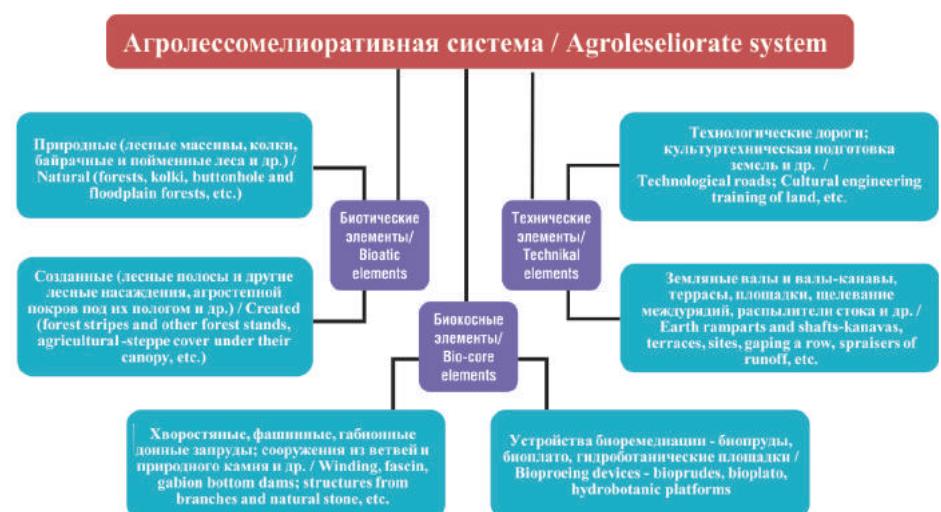 Агролессомелиоративная система / Agroleseliorate system
Природные (лесные массивы, колки,
байрачные и пойменные леса и др.) /
Natural (forests, kolki, buttonhole and
floodplain forests, etc.)
Технологические дороги;
культуртехническая подготовка
земель и др. /
Technological roads; Cultural engineering
training of land, etc.
Биотические
элементы/
Bioatic
elements
Технические
элементы/
Technikal
elements
Созданные (лесные полосы и другие
лесные насаждения, агростепной
покров под их пологом и др.) / Created
(forest stripes and other forest stands,
agricultural -steppe cover under their
canopy, etc.)
Земляные валы и валы-канавы,
террасы, площадки, щелевание
междурядий, распылители стока и др. /
Earth ramparts and shafts-kanavas,
terraces, sites, gaping a row, spraisers of
runoff, etc.
Биокосные
элементы/
Bio-core
elements
Хворостяные, фашинные, габионные
донные запруды; сооружения из ветвей и
природного камня и др. / Winding, fascin,
gabion bottom dams; structures from
branches and natural stone, etc.
Устройства биоремедиации - биопруды,
биоплато, гидроботанические площадки /
Bioproeing devices - bioprudes, bioplato,
hydrobotanic platforms